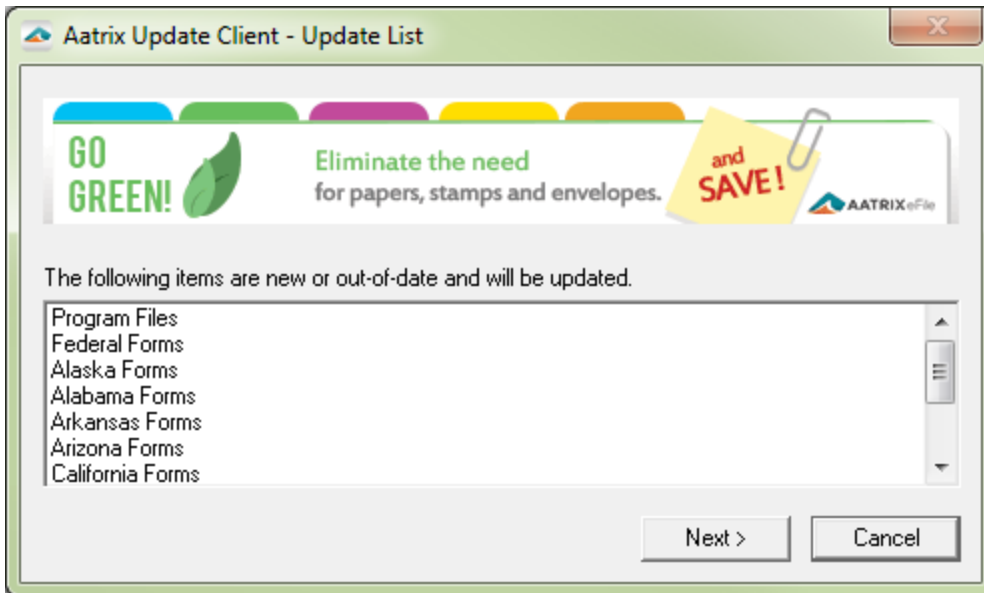 Aatrix Update Client - Update List
GO
GREEN!
Eliminate the need
for papers, stamps and envelopes.
and
SAVE!
AATRIX eFile
The following items are new or out-of-date and will be updated.
Program Files
Federal Forms
Alaska Forms
Alabama Forms
Arkansas Forms
Arizona Forms
California Forms
Next >
Cancel